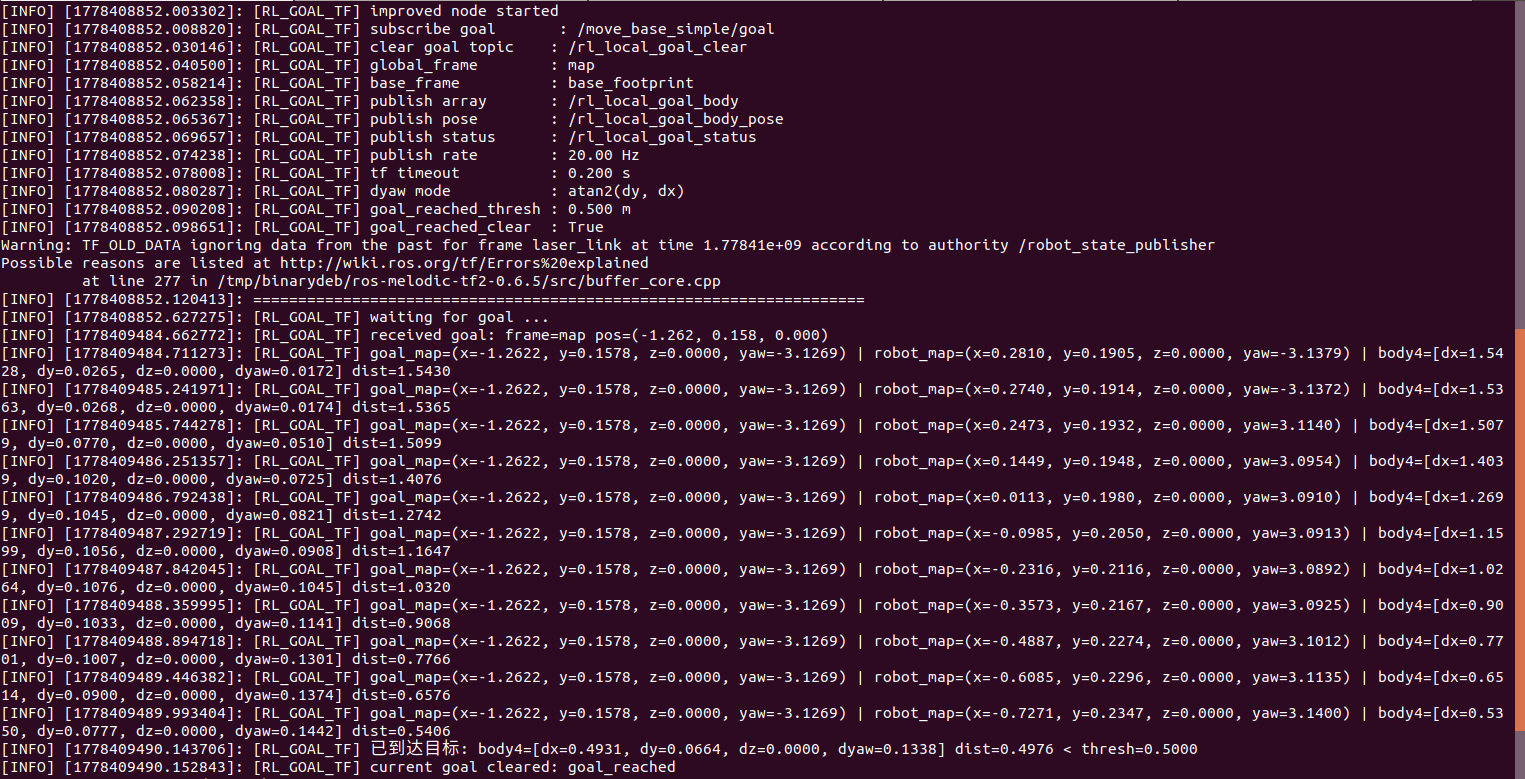 [INFO] [1778408852.003302]: [RL_GOAL_TF] improved node started
[INFO] [1778408852.008820]: [RL_GOAL_TF] subscribe goal       : /move_base_simple/goal
[INFO] [1778408852.030146]: [RL_GOAL_TF] clear goal topic    : /rl_local_goal_clear
[INFO] [1778408852.040500]: [RL_GOAL_TF] global_frame        : map
[INFO] [1778408852.058214]: [RL_GOAL_TF] base_frame          : base_footprint
[INFO] [1778408852.062358]: [RL_GOAL_TF] publish array       : /rl_local_goal_body
[INFO] [1778408852.065367]: [RL_GOAL_TF] publish pose        : /rl_local_goal_body_pose
[INFO] [1778408852.069657]: [RL_GOAL_TF] publish status      : /rl_local_goal_status
[INFO] [1778408852.074238]: [RL_GOAL_TF] publish rate        : 20.00 Hz
[INFO] [1778408852.078008]: [RL_GOAL_TF] tf timeout          : 0.200 s
[INFO] [1778408852.080287]: [RL_GOAL_TF] dyaw mode           : atan2(dy, dx)
[INFO] [1778408852.090208]: [RL_GOAL_TF] goal_reached_thresh : 0.500 m
[INFO] [1778408852.098651]: [RL_GOAL_TF] goal_reached_clear  : True
Warning: TF_OLD_DATA ignoring data from the past for frame laser_link at time 1.77841e+09 according to authority /robot_state_publisher
Possible reasons are listed at http://wiki.ros.org/tf/Errors%20explained
         at line 277 in /tmp/binarydeb/ros-melodic-tf2-0.6.5/src/buffer_core.cpp
[INFO] [1778408852.120413]: ====================================================================
[INFO] [1778408852.627275]: [RL_GOAL_TF] waiting for goal ...
[INFO] [1778409484.662772]: [RL_GOAL_TF] received goal: frame=map pos=(-1.262, 0.158, 0.000)
[INFO] [1778409484.711273]: [RL_GOAL_TF] goal_map=(x=-1.2622, y=0.1578, z=0.0000, yaw=-3.1269) | robot_map=(x=0.2810, y=0.1905, z=0.0000, yaw=-3.1379) | body4=[dx=1.54
28, dy=0.0265, dz=0.0000, dyaw=0.0172] dist=1.5430
[INFO] [1778409485.241971]: [RL_GOAL_TF] goal_map=(x=-1.2622, y=0.1578, z=0.0000, yaw=-3.1269) | robot_map=(x=0.2740, y=0.1914, z=0.0000, yaw=-3.1372) | body4=[dx=1.53
63, dy=0.0268, dz=0.0000, dyaw=0.0174] dist=1.5365
[INFO] [1778409485.744278]: [RL_GOAL_TF] goal_map=(x=-1.2622, y=0.1578, z=0.0000, yaw=-3.1269) | robot_map=(x=0.2473, y=0.1932, z=0.0000, yaw=3.1140) | body4=[dx=1.507
9, dy=0.0770, dz=0.0000, dyaw=0.0510] dist=1.5099
[INFO] [1778409486.251357]: [RL_GOAL_TF] goal_map=(x=-1.2622, y=0.1578, z=0.0000, yaw=-3.1269) | robot_map=(x=0.1449, y=0.1948, z=0.0000, yaw=3.0954) | body4=[dx=1.403
9, dy=0.1020, dz=0.0000, dyaw=0.0725] dist=1.4076
[INFO] [1778409486.792438]: [RL_GOAL_TF] goal_map=(x=-1.2622, y=0.1578, z=0.0000, yaw=-3.1269) | robot_map=(x=0.0113, y=0.1980, z=0.0000, yaw=3.0910) | body4=[dx=1.269
9, dy=0.1045, dz=0.0000, dyaw=0.0821] dist=1.2742
[INFO] [1778409487.292719]: [RL_GOAL_TF] goal_map=(x=-1.2622, y=0.1578, z=0.0000, yaw=-3.1269) | robot_map=(x=-0.0985, y=0.2050, z=0.0000, yaw=3.0913) | body4=[dx=1.15
99, dy=0.1056, dz=0.0000, dyaw=0.0908] dist=1.1647
[INFO] [1778409487.842045]: [RL_GOAL_TF] goal_map=(x=-1.2622, y=0.1578, z=0.0000, yaw=-3.1269) | robot_map=(x=-0.2316, y=0.2116, z=0.0000, yaw=3.0892) | body4=[dx=1.02
64, dy=0.1076, dz=0.0000, dyaw=0.1045] dist=1.0320
[INFO] [1778409488.359995]: [RL_GOAL_TF] goal_map=(x=-1.2622, y=0.1578, z=0.0000, yaw=-3.1269) | robot_map=(x=-0.3573, y=0.2167, z=0.0000, yaw=3.0925) | body4=[dx=0.90
09, dy=0.1033, dz=0.0000, dyaw=0.1141] dist=0.9068
[INFO] [1778409488.894718]: [RL_GOAL_TF] goal_map=(x=-1.2622, y=0.1578, z=0.0000, yaw=-3.1269) | robot_map=(x=-0.4887, y=0.2274, z=0.0000, yaw=3.1012) | body4=[dx=0.77
01, dy=0.1007, dz=0.0000, dyaw=0.1301] dist=0.7766
[INFO] [1778409489.446382]: [RL_GOAL_TF] goal_map=(x=-1.2622, y=0.1578, z=0.0000, yaw=-3.1269) | robot_map=(x=-0.6085, y=0.2296, z=0.0000, yaw=3.1135) | body4=[dx=0.65
14, dy=0.0900, dz=0.0000, dyaw=0.1374] dist=0.6576
[INFO] [1778409489.993404]: [RL_GOAL_TF] goal_map=(x=-1.2622, y=0.1578, z=0.0000, yaw=-3.1269) | robot_map=(x=-0.7271, y=0.2347, z=0.0000, yaw=3.1400) | body4=[dx=0.53
50, dy=0.0777, dz=0.0000, dyaw=0.1442] dist=0.5406
[INFO] [1778409490.143706]: [RL_GOAL_TF] 已到达目标: body4=[dx=0.4931, dy=0.0664, dz=0.0000, dyaw=0.1338] dist=0.4976 < thresh=0.5000
[INFO] [1778409490.152843]: [RL_GOAL_TF] current goal cleared: goal_reached